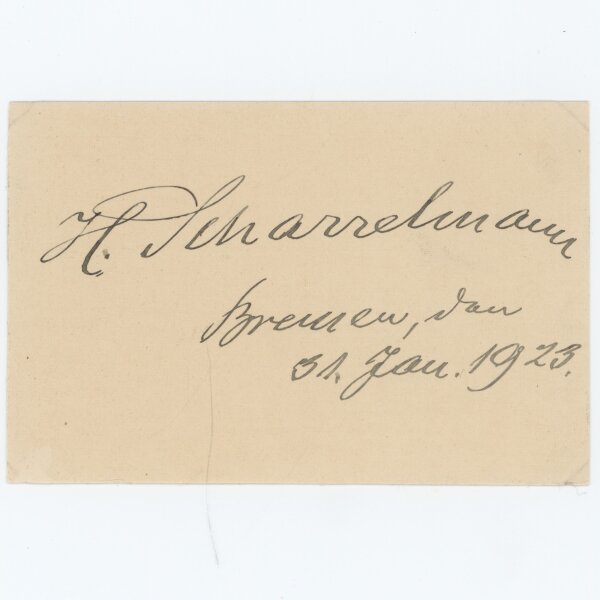 H. Scharrelmann
Bremen, den
31. Jan. 1923.